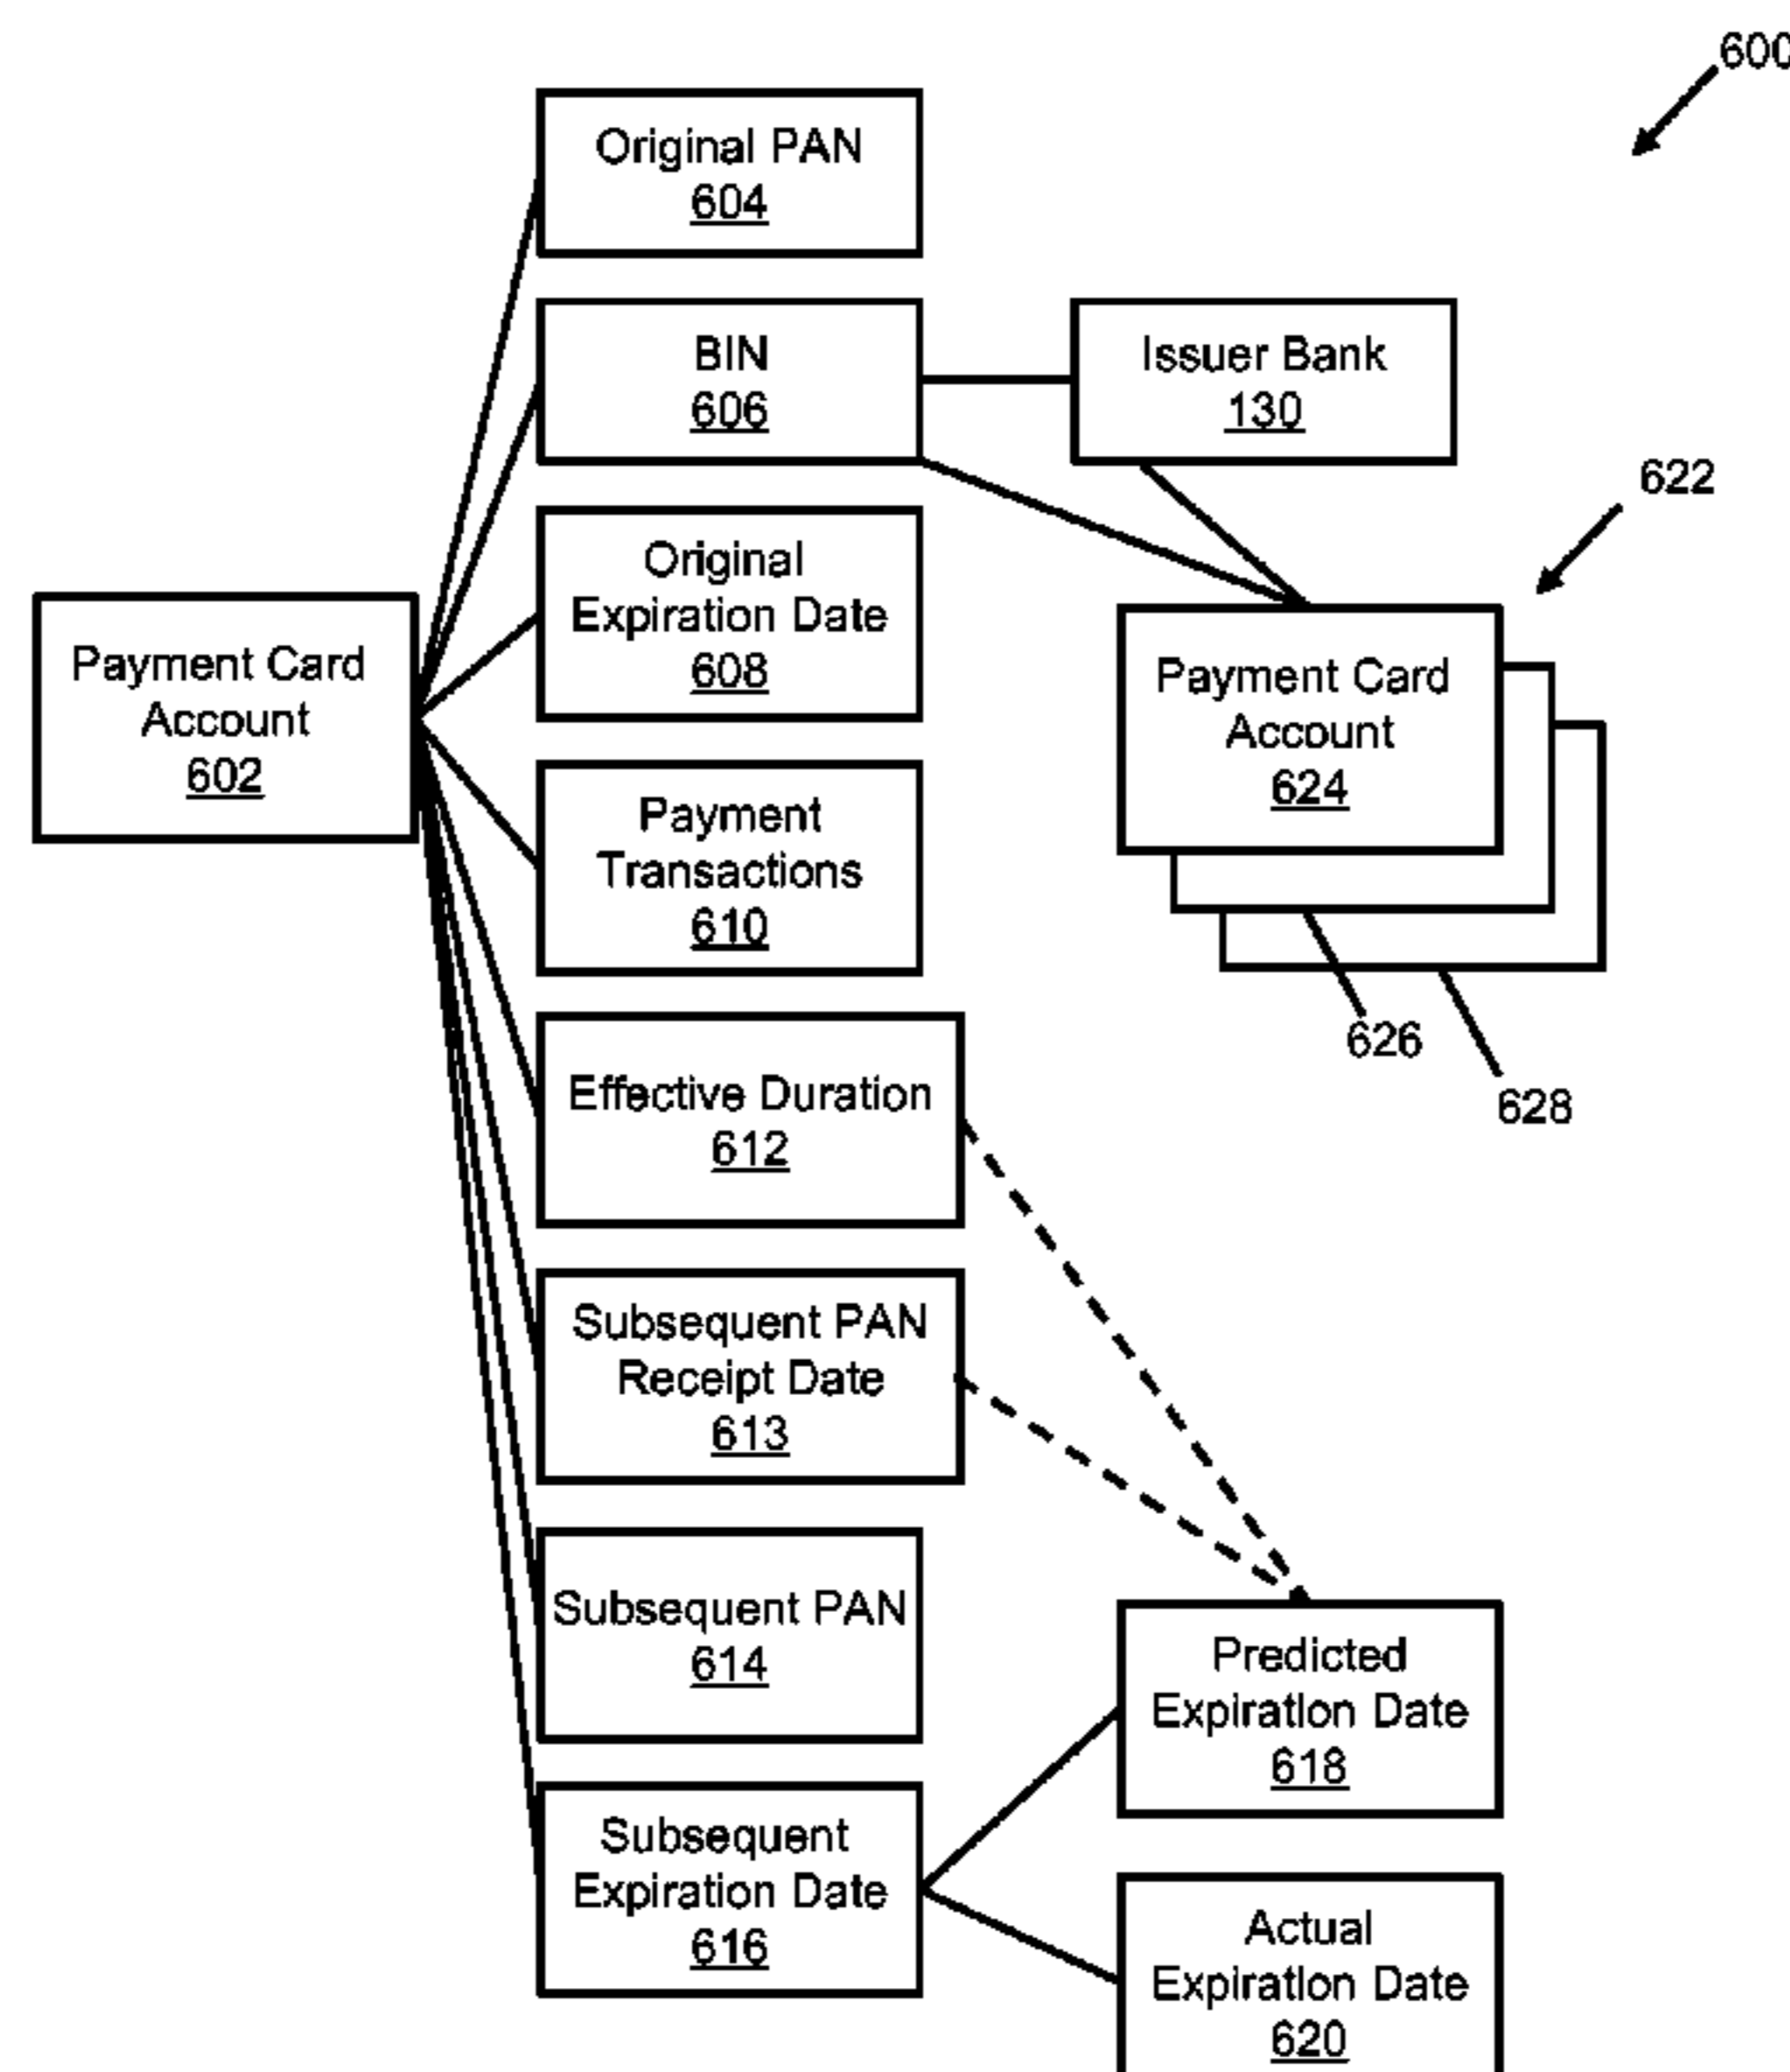 600
Original PAN
604
BIN
606
Issuer Bank
130
622
Original
Expiration Date
608
Payment Card
Account
602
Payment Card
Account
624
Payment
Transactions
610
626
628
Effective Duration
612
Subsequent PAN
Receipt Date
613
Subsequent PAN
614
Predicted
Expiration Date
618
Subsequent
Expiration Date
616
Actual
Expiration Date
620